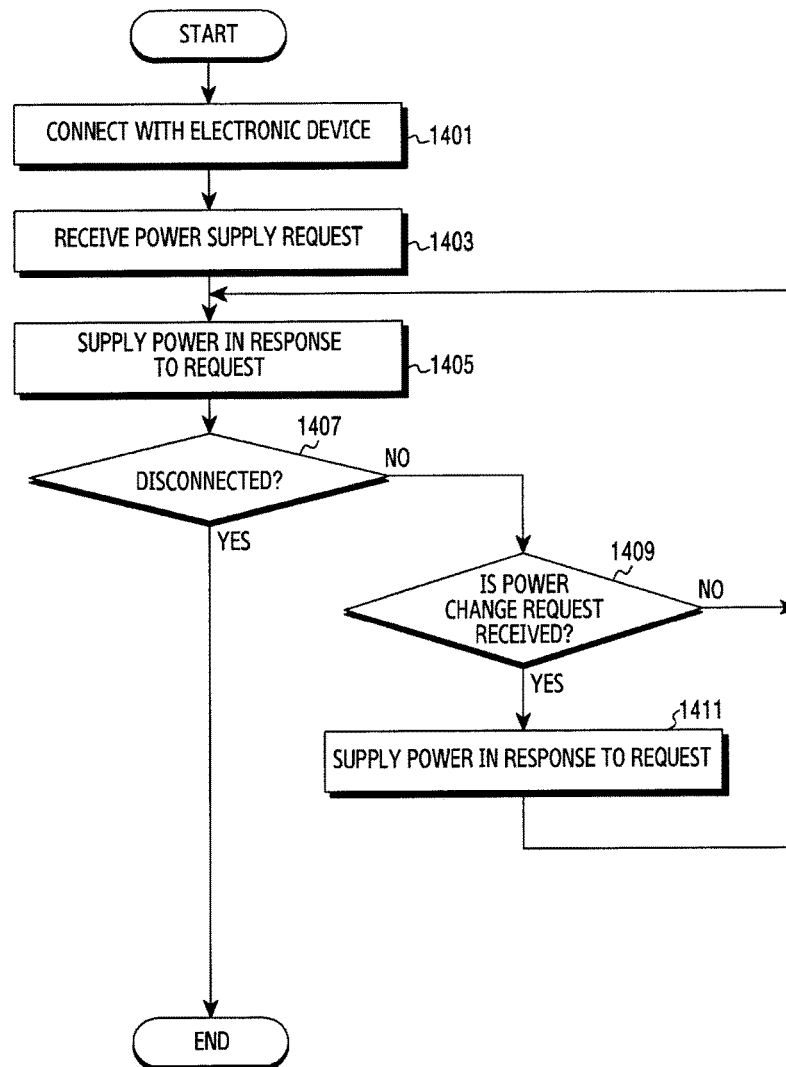 START
CONNECT WITH ELECTRONIC DEVICE
1401
RECEIVE POWER SUPPLY REQUEST
1403
SUPPLY POWER IN RESPONSE
TO REQUEST
1405
1407
DISCONNECTED?
NO
YES
1409
IS POWER
CHANGE REQUEST
RECEIVED?
NO
YES
1411
SUPPLY POWER IN RESPONSE TO REQUEST
END